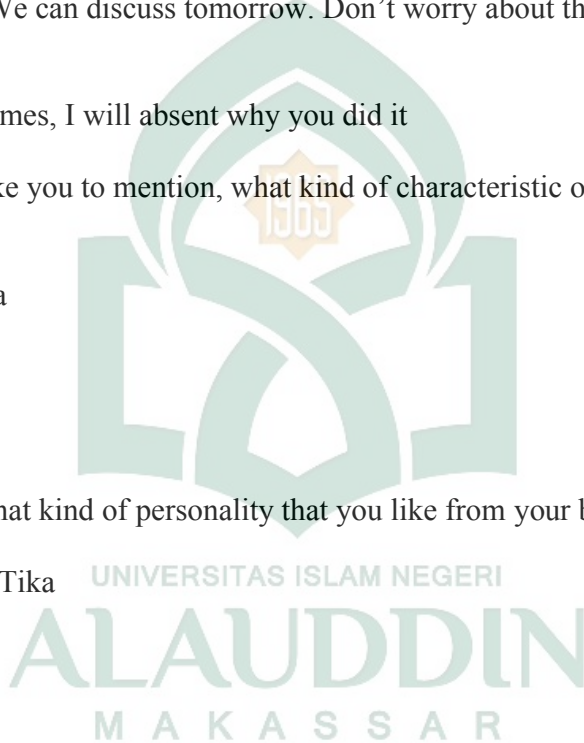 We can discuss tomorrow. Don't worry about th
mes, I will absent why you did it
ke you to mention, what kind of characteristic o
1965
a
hat kind of personality that you like from your b
Tika
UNIVERSITAS ISLAM NEGERI
ALAUDDIN
MAKASSAR